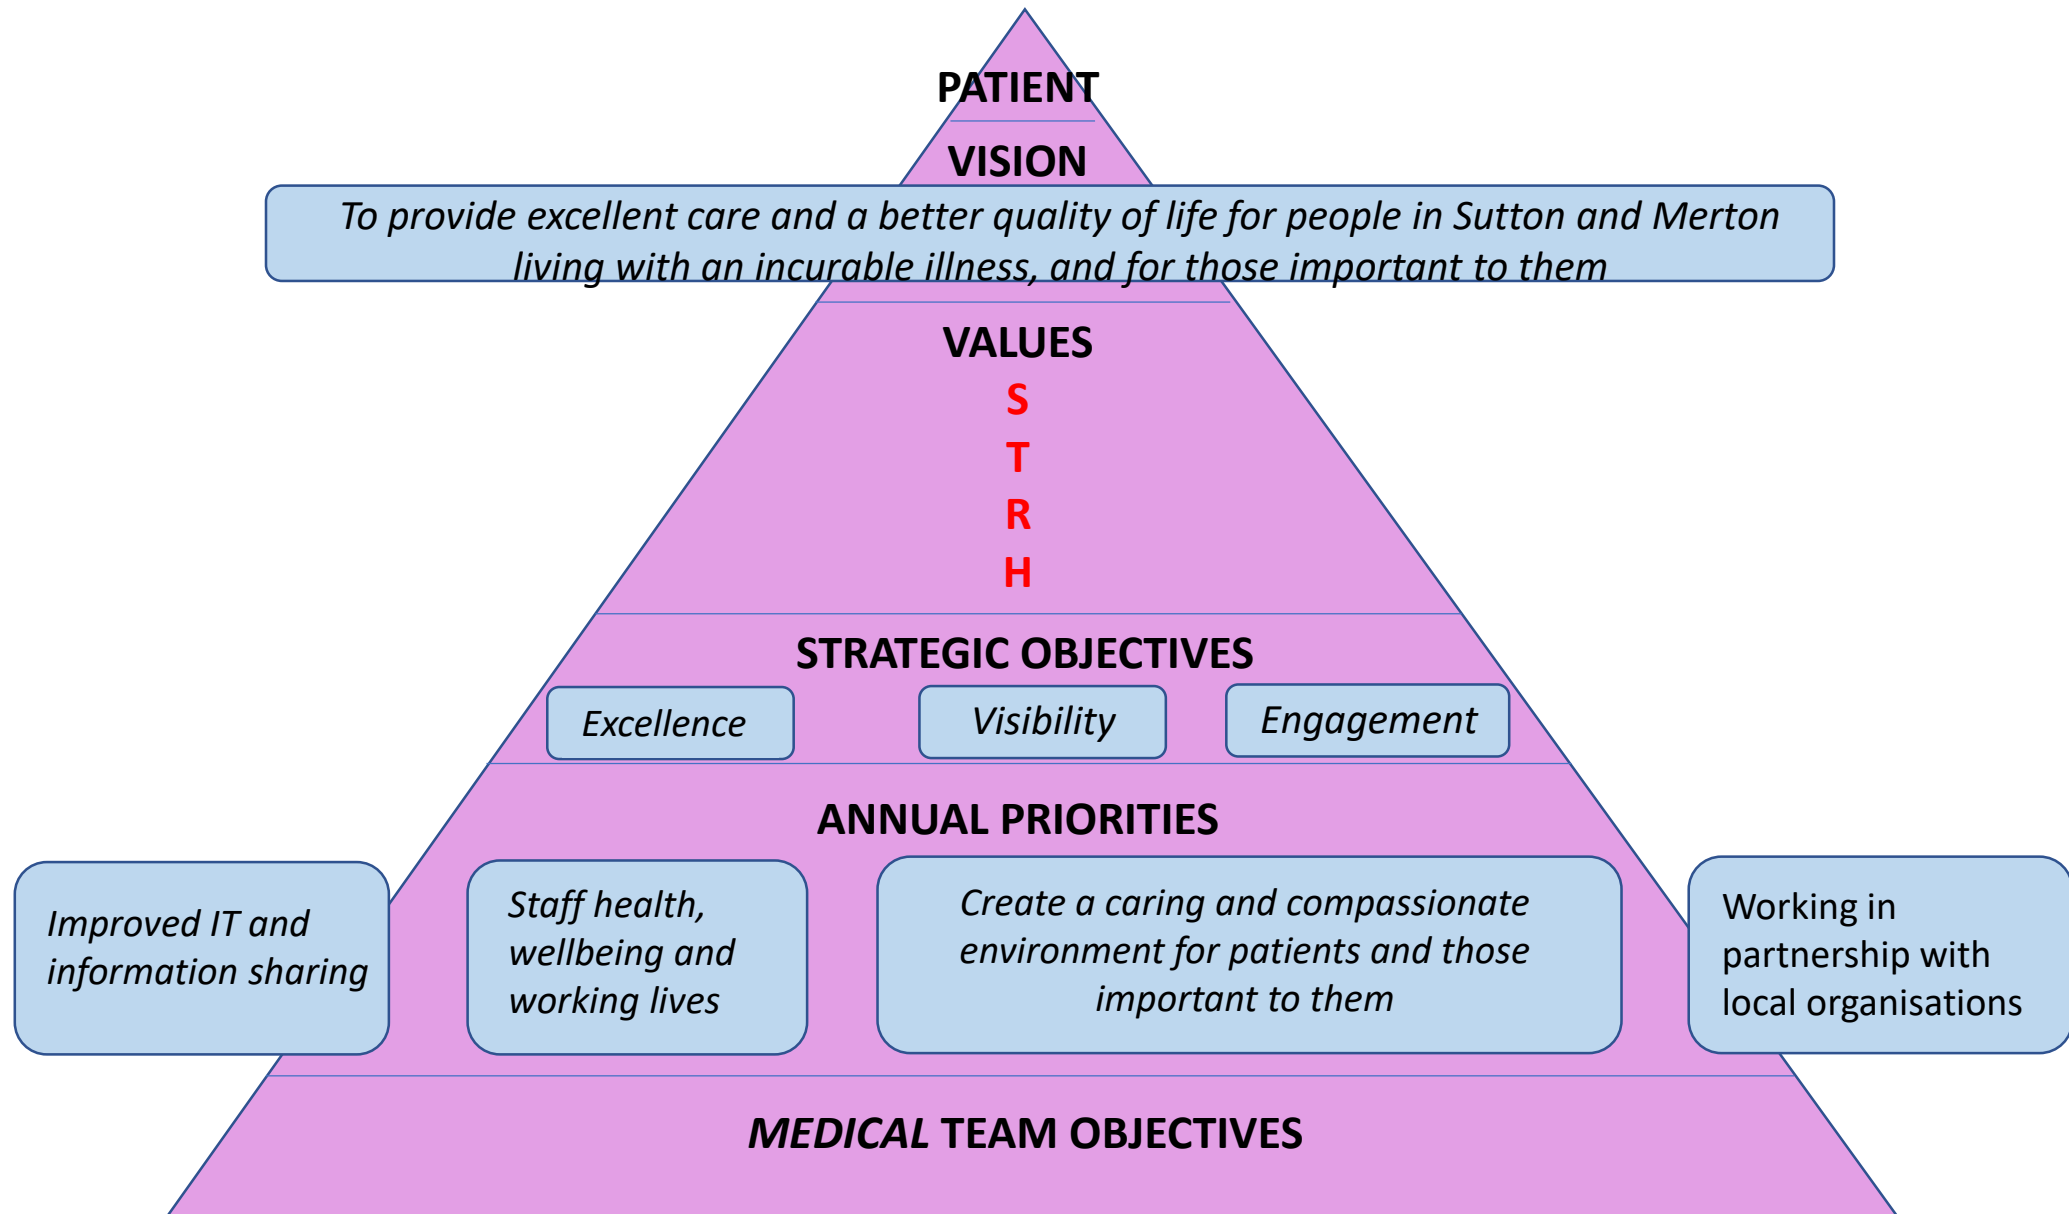 PATIENT
VISION
To provide excellent care and a better quality of life for people in Sutton and Merton
living with an incurable illness, and for those important to them
VALUES
S
T
R
H
STRATEGIC OBJECTIVES
Excellence
Visibility
Engagement
ANNUAL PRIORITIES
Improved IT and
information sharing
Staff health,
wellbeing and
working lives
Create a caring and compassionate
environment for patients and those
important to them
Working in
partnership with
local organisations
MEDICAL TEAM OBJECTIVES